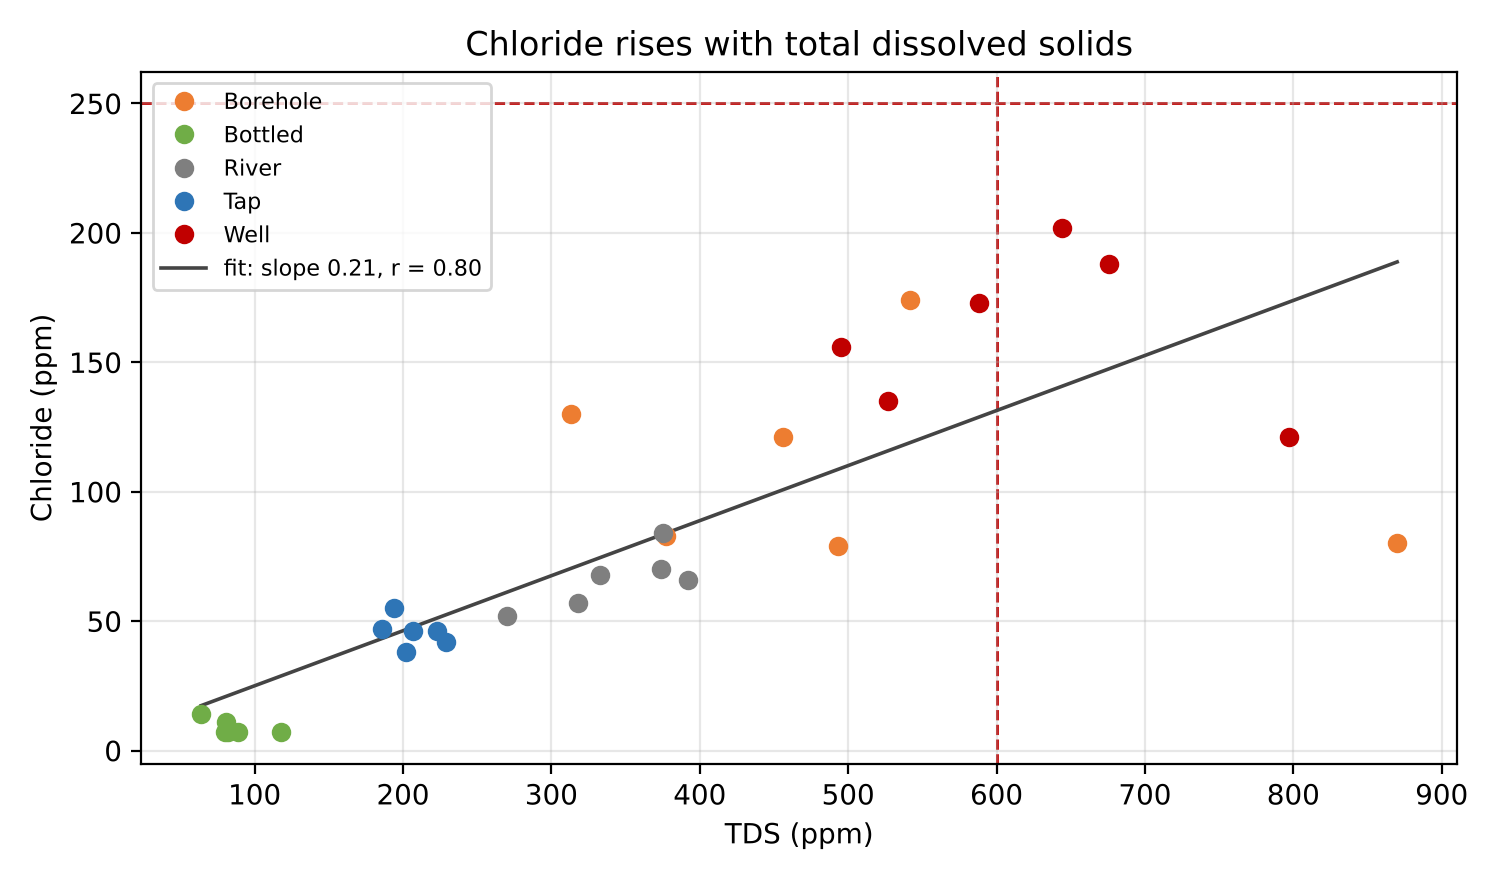 Chloride rises with total dissolved solids
Borehole
Bottled
River
Tap
Well
fit: slope 0.21, r = 0.80
Chloride (ppm)
250
200
150
100
50
0
100 200 300 400 500 600 700 800 900
TDS (ppm)